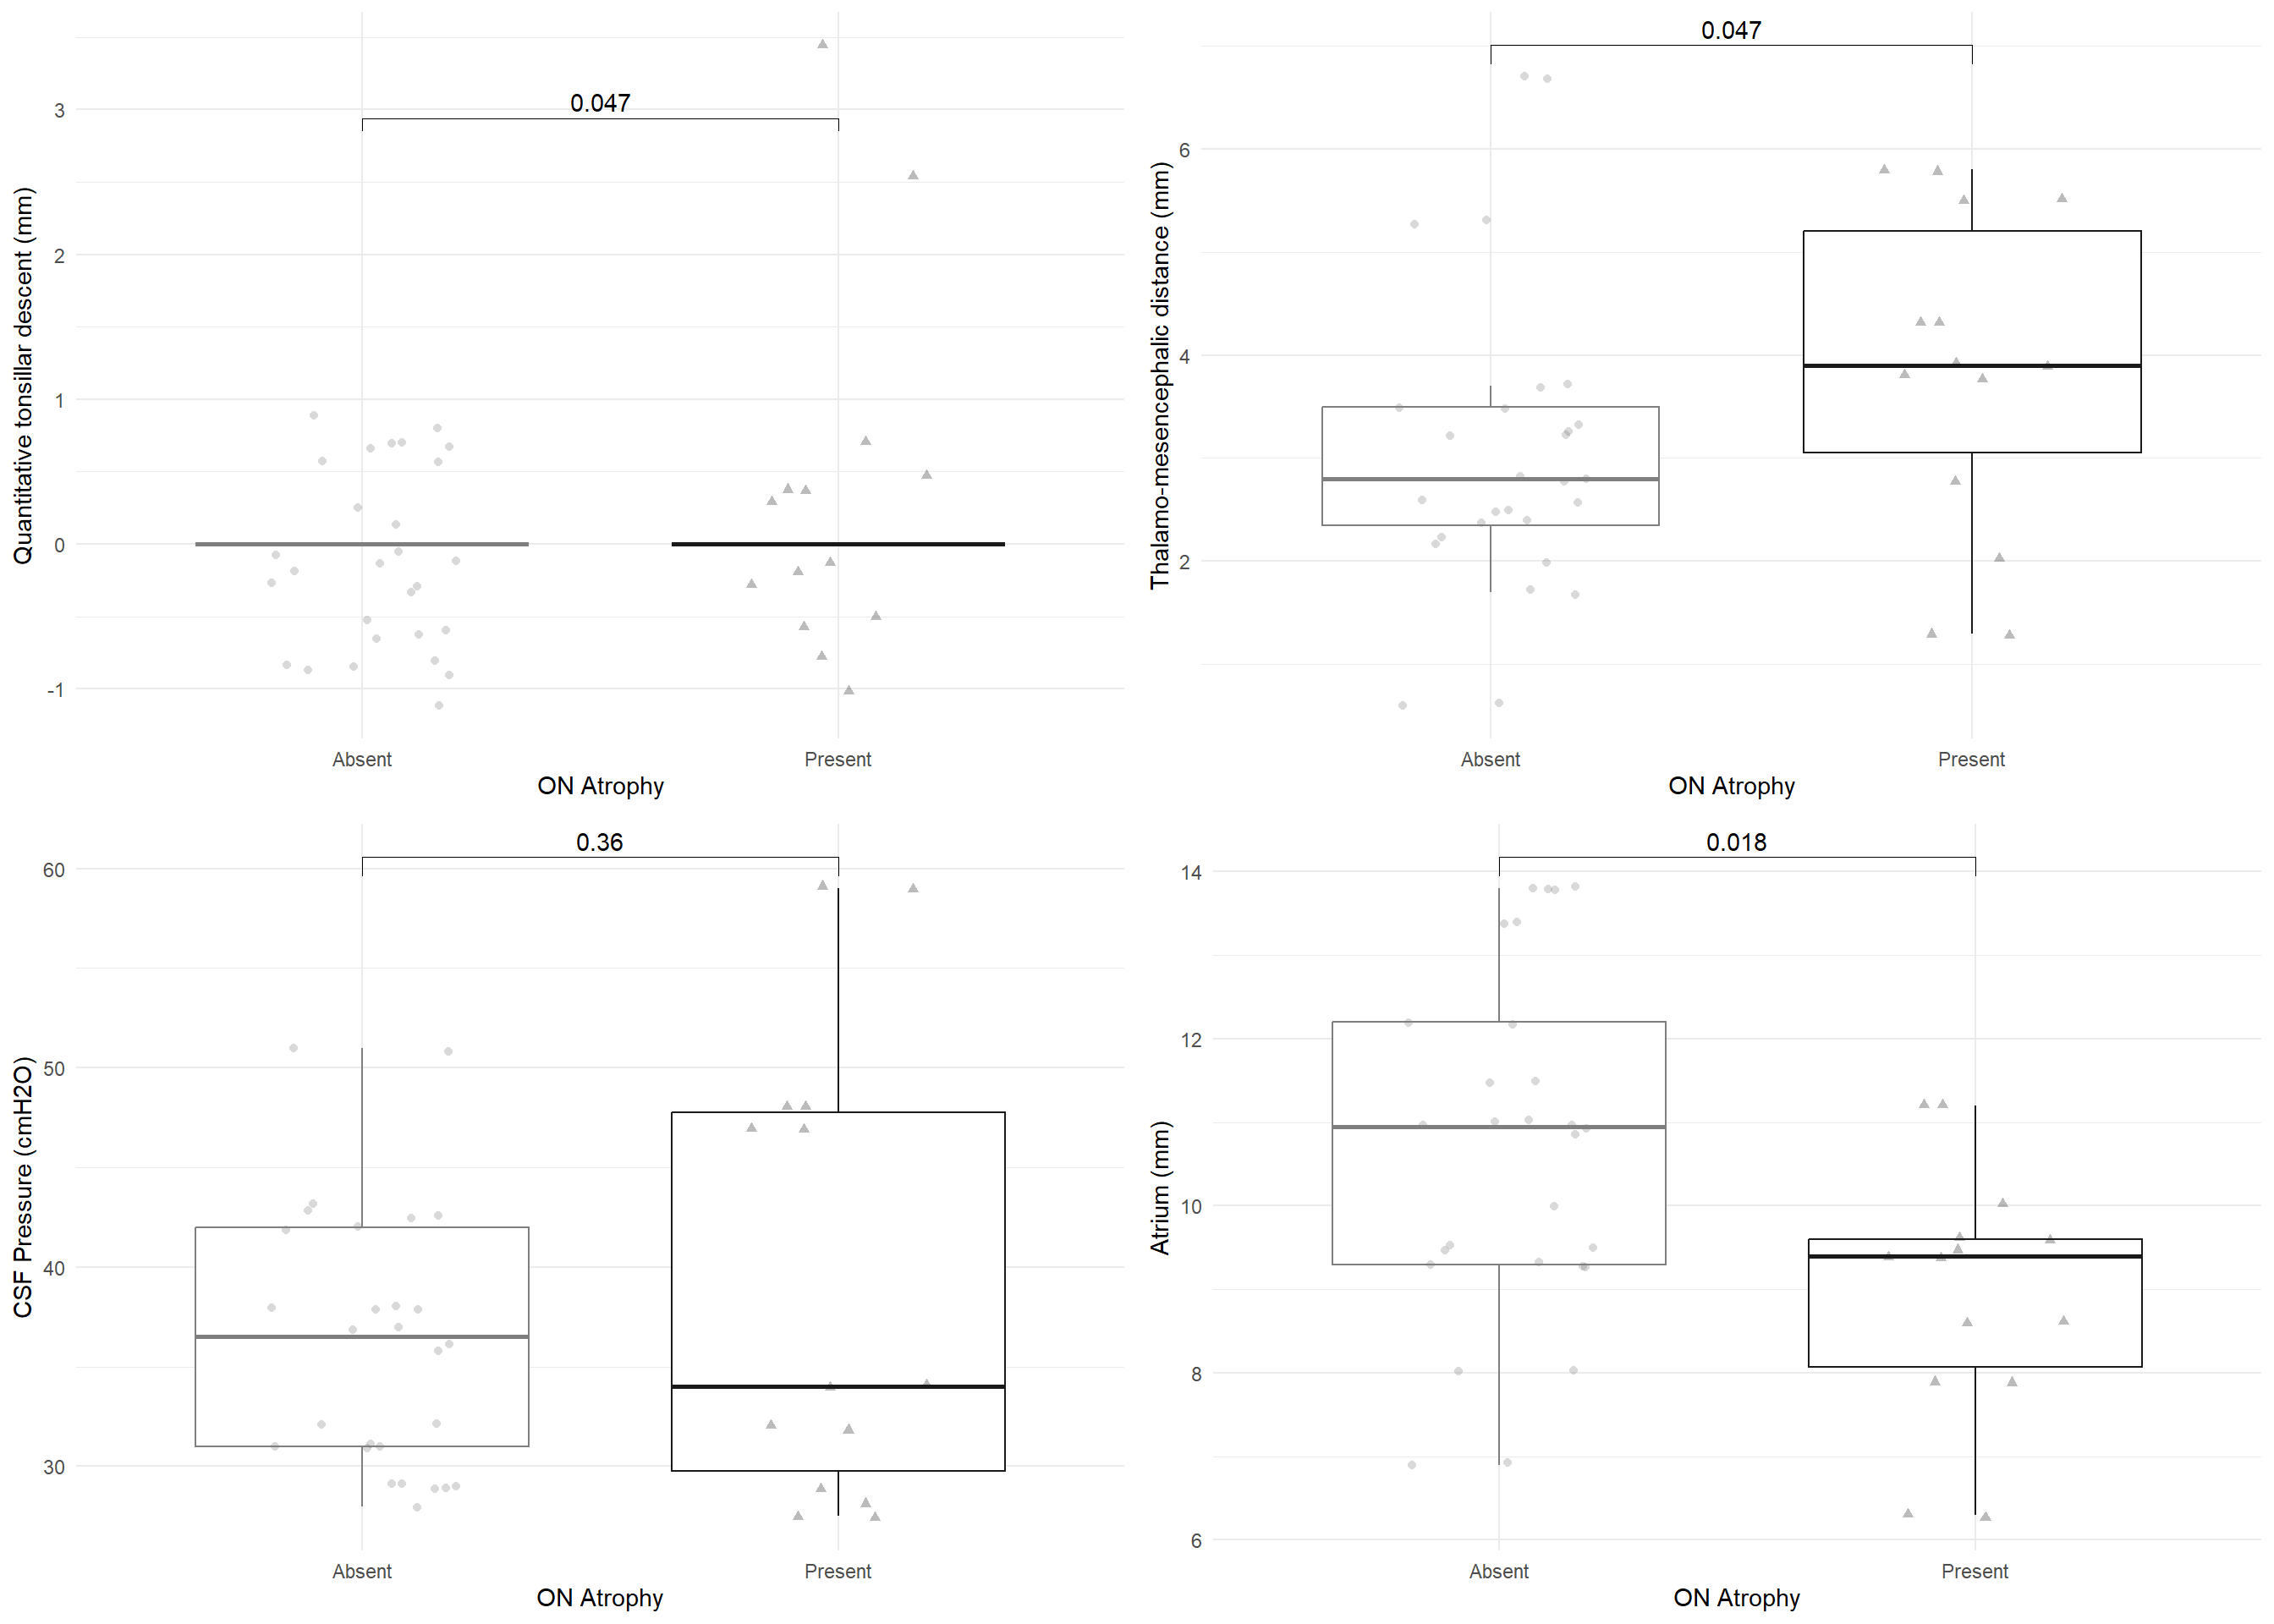 0.047
Quantitative tonsillar descent (mm)
3
2
1
0
-1
Absent
Present
ON Atrophy
0.047
Thalamo-mesencephalic distance (mm)
6
4
2
Absent
Present
ON Atrophy
0.36
CSF Pressure (cmH2O)
60
50
40
30
Absent
Present
ON Atrophy
0.018
Atrium (mm)
14
12
10
8
6
Absent
Present
ON Atrophy